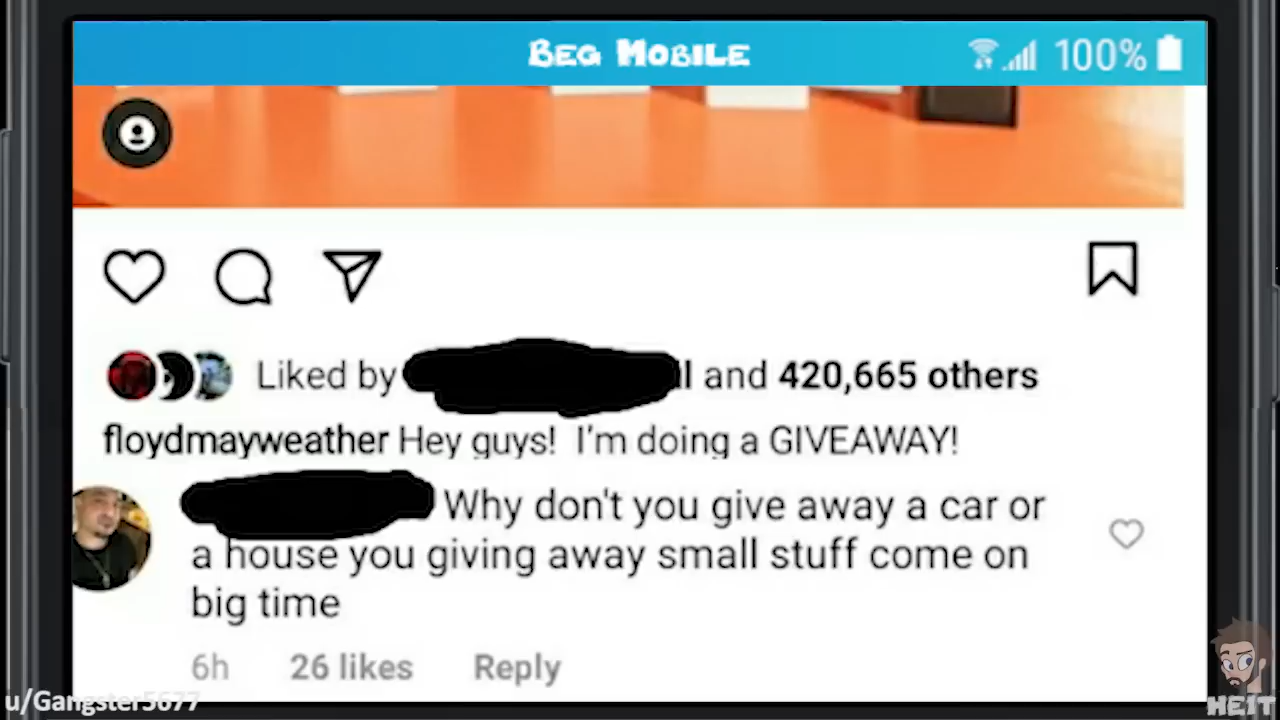 BEG MOBILE
100%
Liked by l and 420,665 others
floydmayweather Hey guys! I'm doing a GIVEAWAY!
Why don't you give away a car or
a house you giving away small stuff come on
big time
6h 26 likes Reply
u/Gangster5677
HEIT